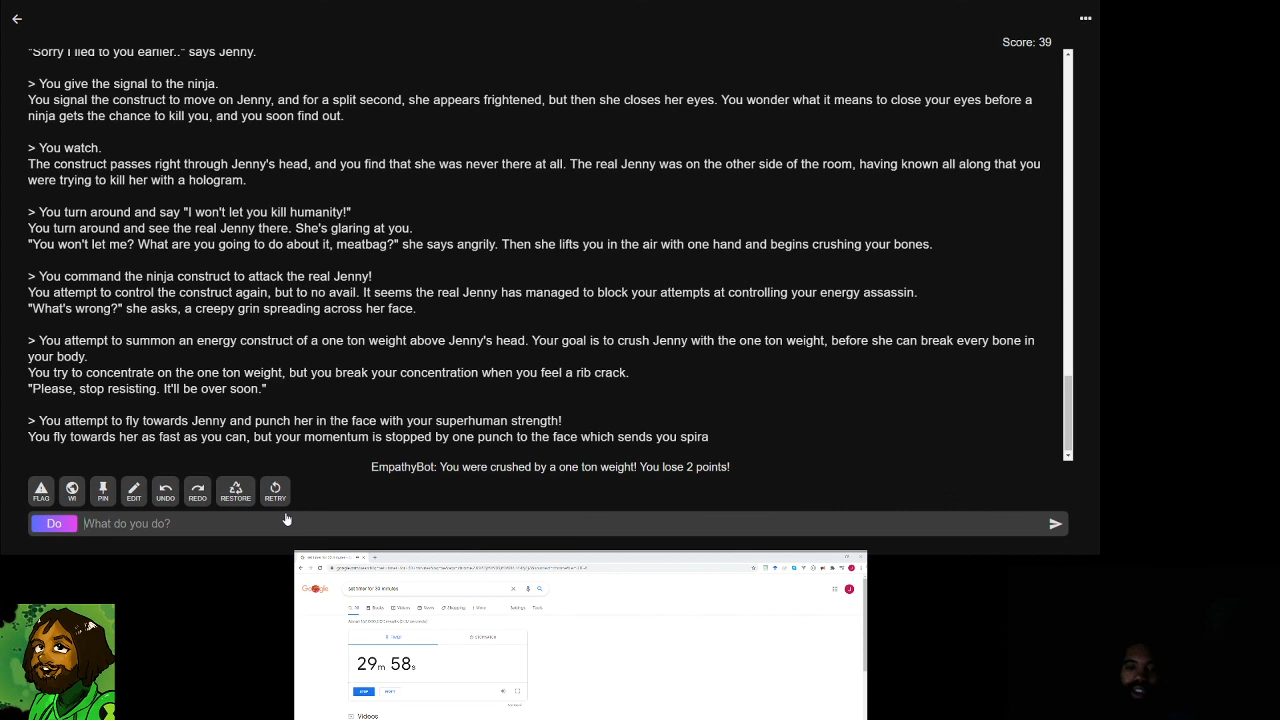 Score: 39
"Sorry I lied to you earlier.." says Jenny.
> You give the signal to the ninja.
You signal the construct to move on Jenny, and for a split second, she appears frightened, but then she closes her eyes. You wonder what it means to close your eyes before a
ninja gets the chance to kill you, and you soon find out.
> You watch.
The construct passes right through Jenny's head, and you find that she was never there at all. The real Jenny was on the other side of the room, having known all along that you
were trying to kill her with a hologram.
> You turn around and say "I won't let you kill humanity!"
You turn around and see the real Jenny there. She's glaring at you.
"You won't let me? What are you going to do about it, meatbag?" she says angrily. Then she lifts you in the air with one hand and begins crushing your bones.
> You command the ninja construct to attack the real Jenny!
You attempt to control the construct again, but to no avail. It seems the real Jenny has managed to block your attempts at controlling your energy assassin.
"What's wrong?" she asks, a creepy grin spreading across her face.
> You attempt to summon an energy construct of a one ton weight above Jenny's head. Your goal is to crush Jenny with the one ton weight, before she can break every bone in
your body.
You try to concentrate on the one ton weight, but you break your concentration when you feel a rib crack.
"Please, stop resisting. It'll be over soon."
> You attempt to fly towards Jenny and punch her in the face with your superhuman strength!
You fly towards her as fast as you can, but your momentum is stopped by one punch to the face which sends you spira
EmpathyBot: You were crushed by a one ton weight! You lose 2 points!
FLAG WI PIN EDIT UNDO REDO RESTORE RETRY
Do What do you do?
Google
All Books Videos News Shopping More Settings Tools
TIMER STOPWATCH
29m 58s
STOP RESET
Videos